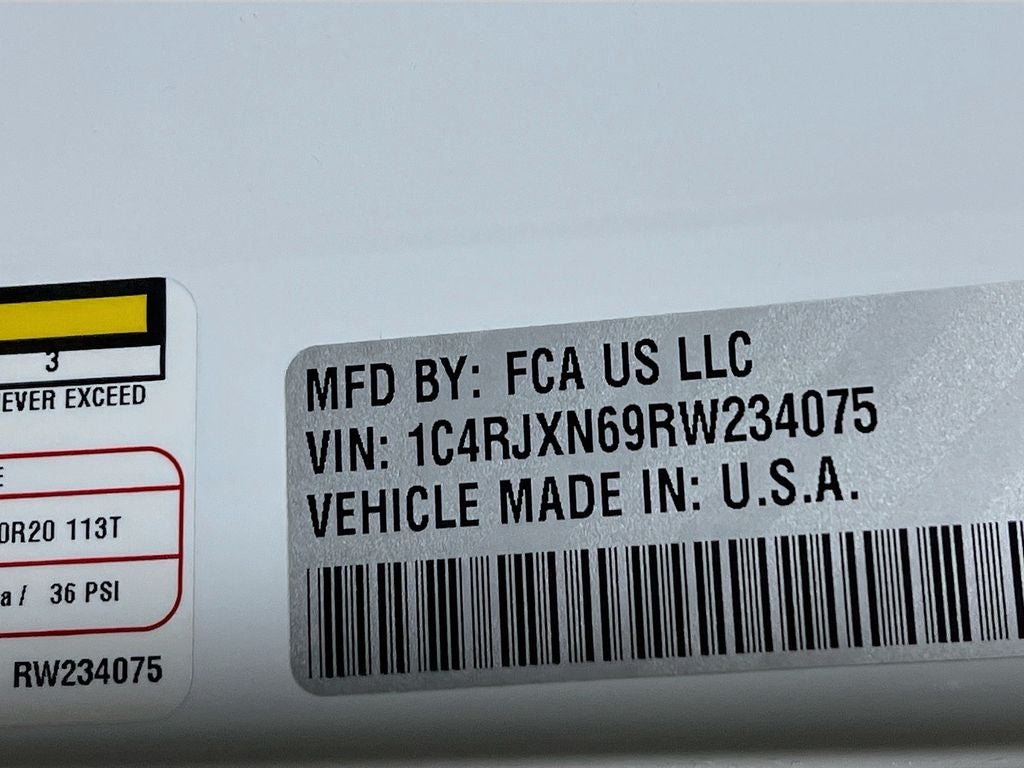 3
EVER EXCEED
0R20 113T
a / 36 PSI
RW234075
MFD BY: FCA US LLC
VIN: 1C4RJXN69RW234075
VEHICLE MADE IN: U.S.A.